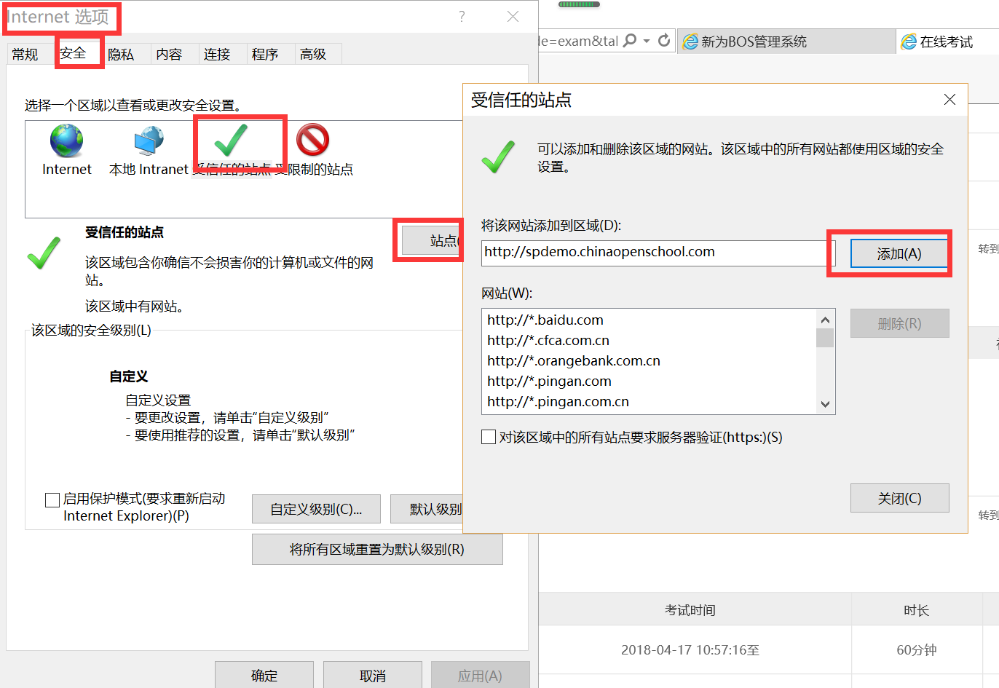 Internet 选项
常规
安全
隐私
内容
连接
程序
高级
选择一个区域以查看或更改安全设置。
Internet
本地 Intranet
受信任的站点
受限制的站点
受信任的站点
该区域包含你确信不会损害你的计算机或文件的网
站。
该区域中有网站。
站点(
该区域的安全级别(L)
自定义
自定义设置
- 要更改设置，请单击“自定义级别”
- 要使用推荐的设置，请单击“默认级别”
启用保护模式(要求重新启动
Internet Explorer)(P)
自定义级别(C)...
默认级别
将所有区域重置为默认级别(R)
确定
取消
应用(A)
de=exam&tal
新为BOS管理系统
在线考试
受信任的站点
可以添加和删除该区域的网站。该区域中的所有网站都使用区域的安全
设置。
将该网站添加到区域(D):
http://spdemo.chinaopenschool.com
添加(A)
网站(W):
http://*.baidu.com
http://*.cfca.com.cn
http://*.orangebank.com.cn
http://*.pingan.com
http://*.pingan.com.cn
删除(R)
对该区域中的所有站点要求服务器验证(https:)(S)
关闭(C)
转到
转到
考试时间
时长
2018-04-17 10:57:16至
60分钟